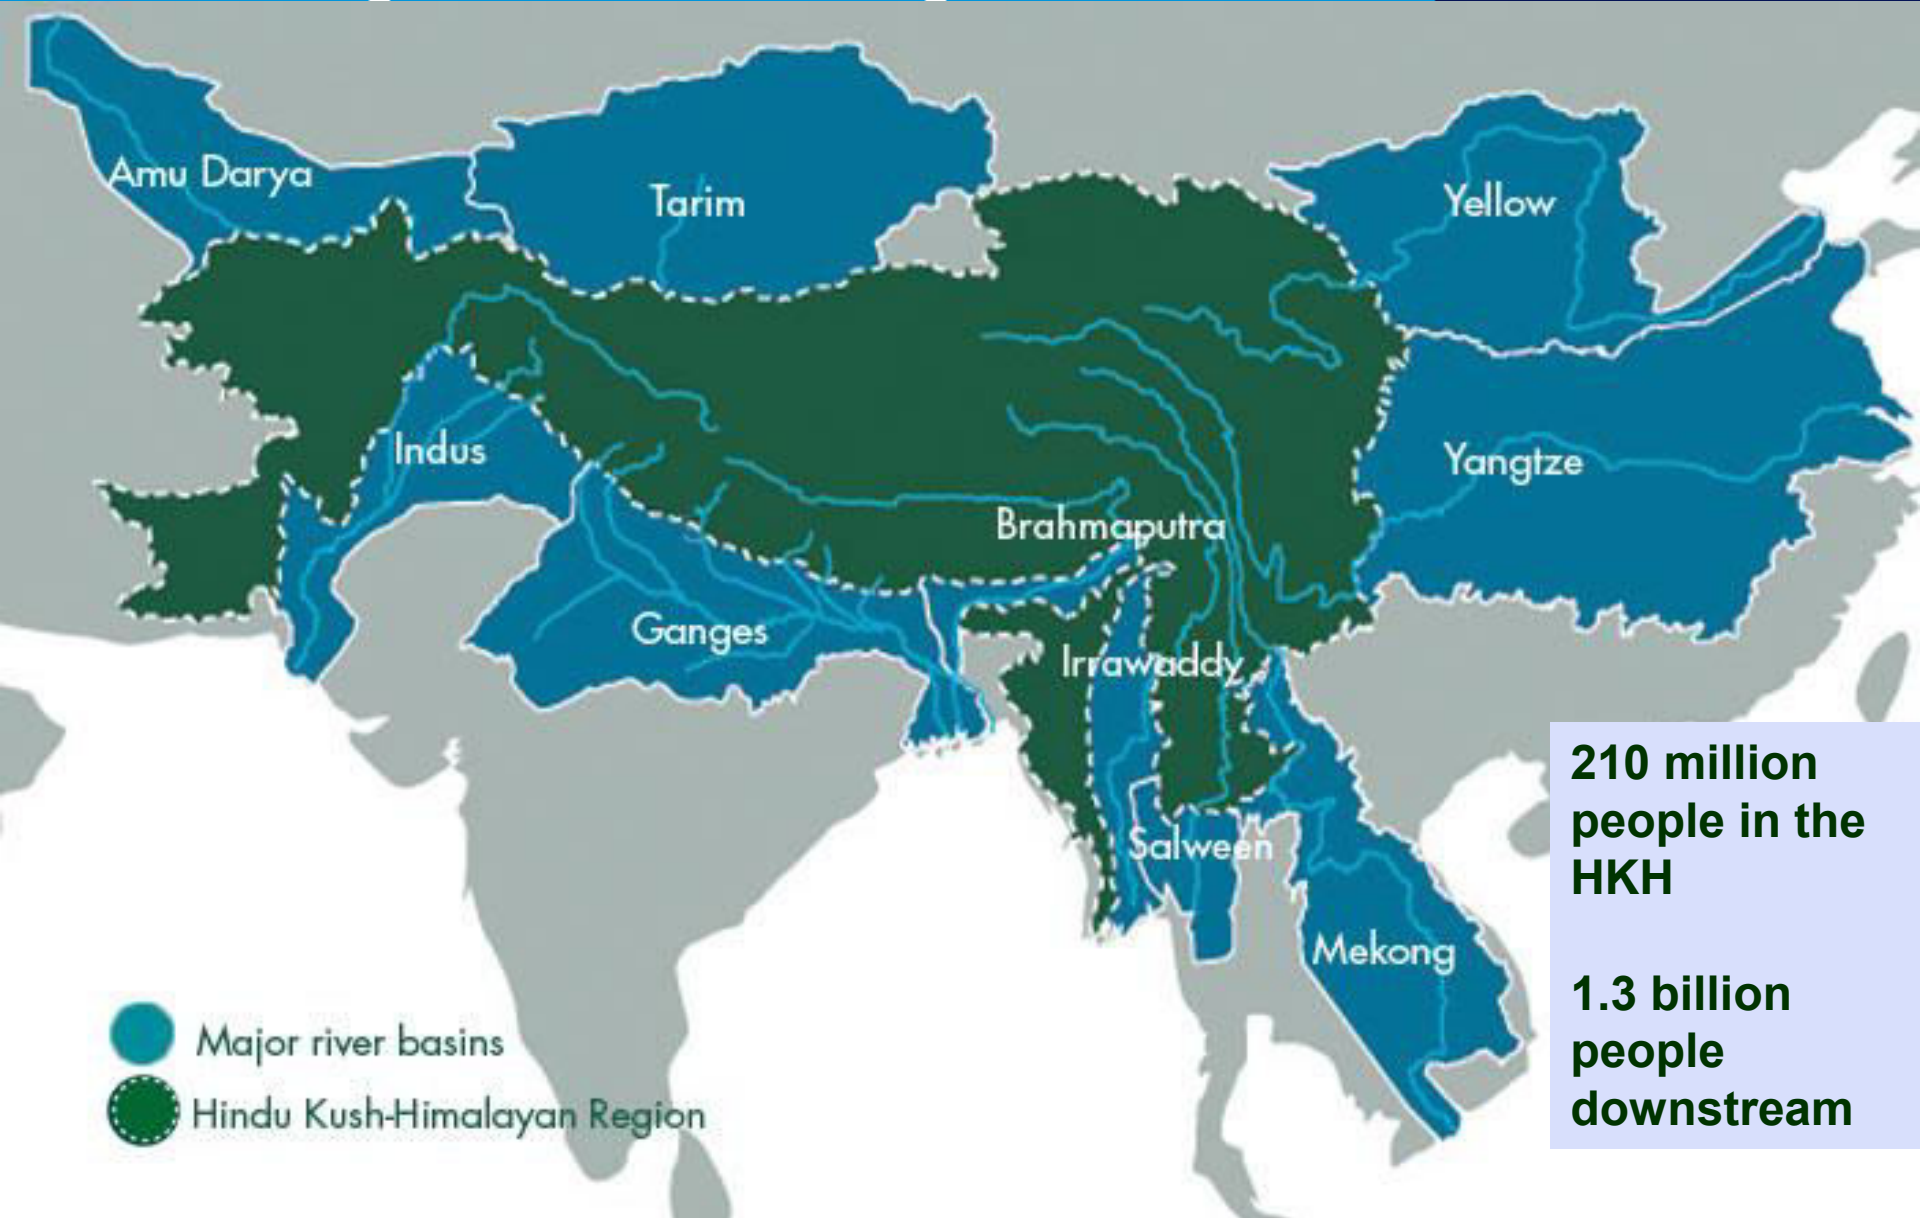 Amu Darya
Tarim
Yellow
Indus
Yangtze
Brahmaputra
Ganges
Irrawaddy
Salween
Mekong
210 million
people in the
HKH
1.3 billion
people
downstream
Major river basins
Hindu Kush-Himalayan Region